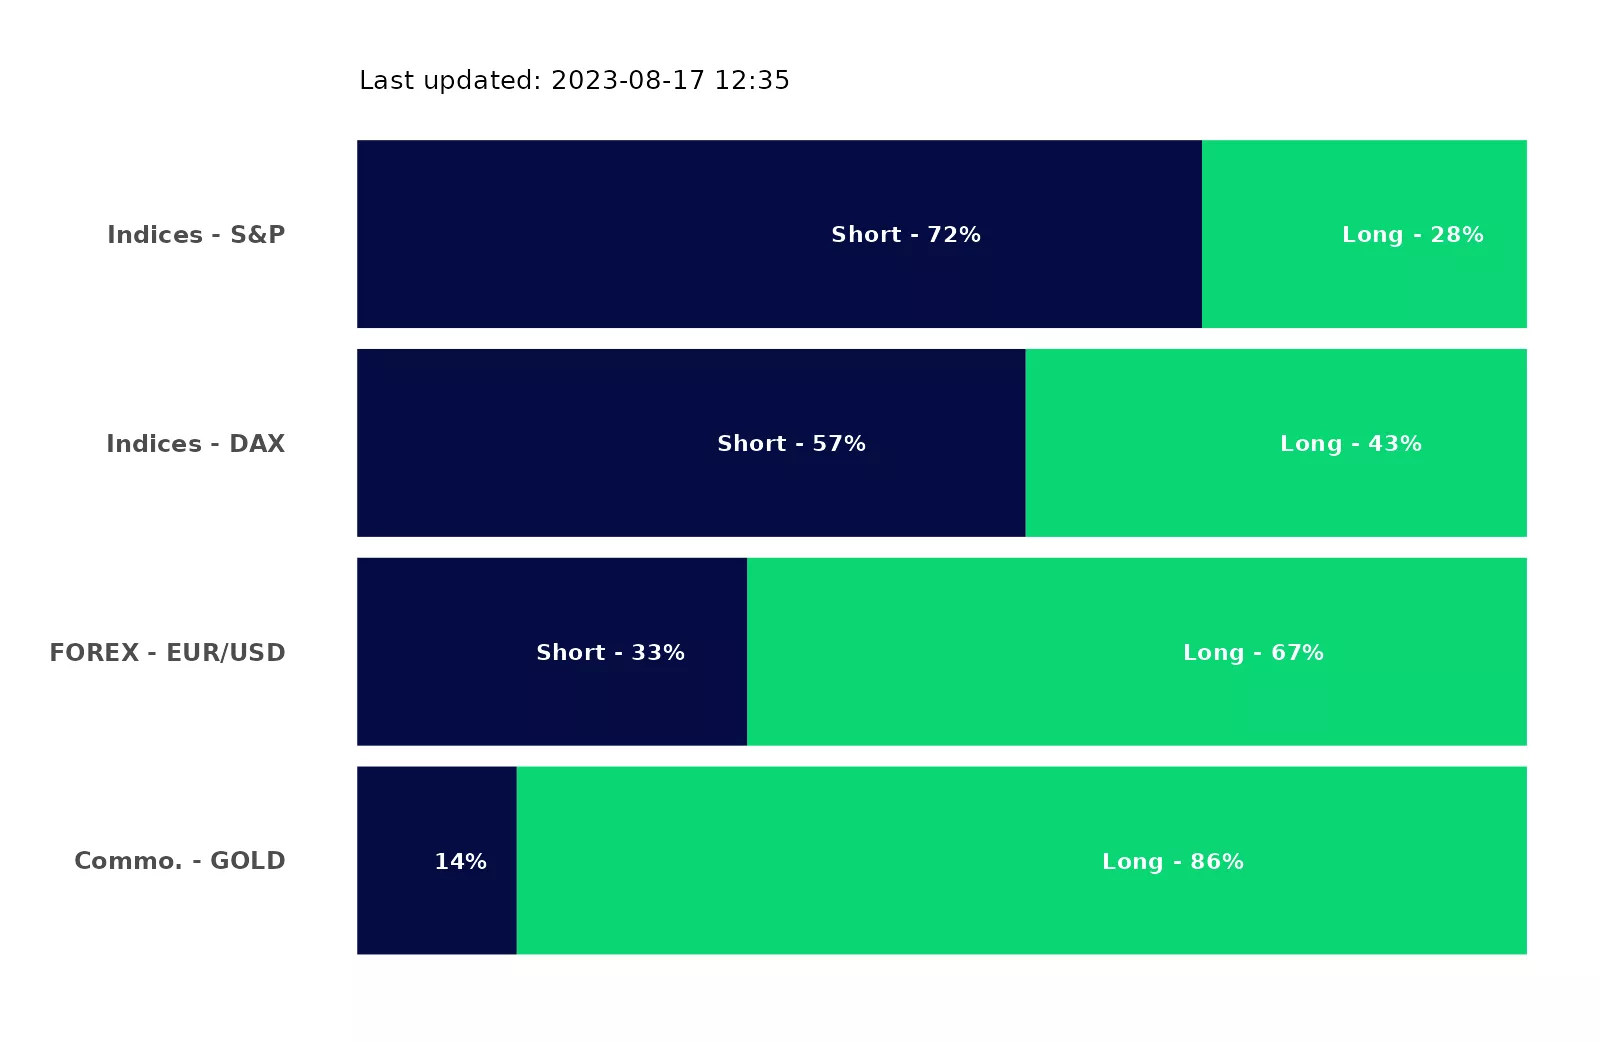 Last updated: 2023-08-17 12:35
Indices - S&P Short - 72% Long - 28%
Indices - DAX Short - 57% Long - 43%
FOREX - EUR/USD Short - 33% Long - 67%
Commo. - GOLD 14% Long - 86%